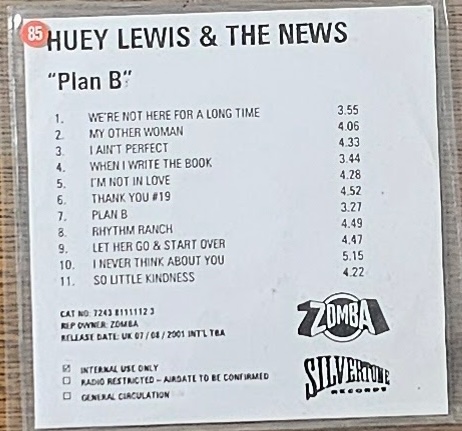 85
HUEY LEWIS & THE NEWS
"Plan B"
1. WE'RE NOT HERE FOR A LONG TIME 3.55
2. MY OTHER WOMAN 4.06
3. I AIN'T PERFECT 4.33
4. WHEN I WRITE THE BOOK 3.44
5. I'M NOT IN LOVE 4.28
6. THANK YOU #19 4.52
7. PLAN B 3.27
8. RHYTHM RANCH 4.49
9. LET HER GO & START OVER 4.47
10. I NEVER THINK ABOUT YOU 5.15
11. SO LITTLE KINDNESS 4.22
CAT NO: 7243 8111112 3
REP OWNER: ZOMBA
RELEASE DATE: UK 07 / 08 / 2001 INT'L TBA
ZOMBA
INTERNAL USE ONLY
RADIO RESTRICTED - AIRDATE TO BE CONFIRMED
GENERAL CIRCULATION
SILVERTONE
RECORDS